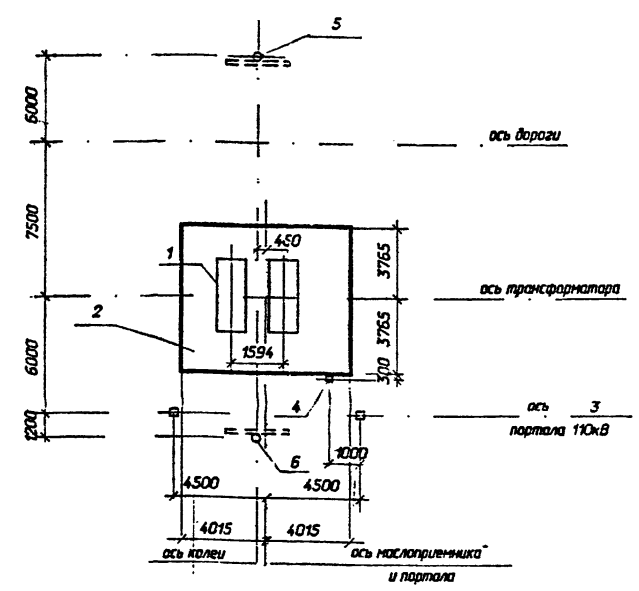 5
6000
ось дороги
7500
1
450
3765
ось трансформатора
2
3765
6000
1594
300
4
ось 3
портала 110кВ
1200
6
1000
4500 4500
4015 4015
ось колеи
ось маслоприемника
и портала